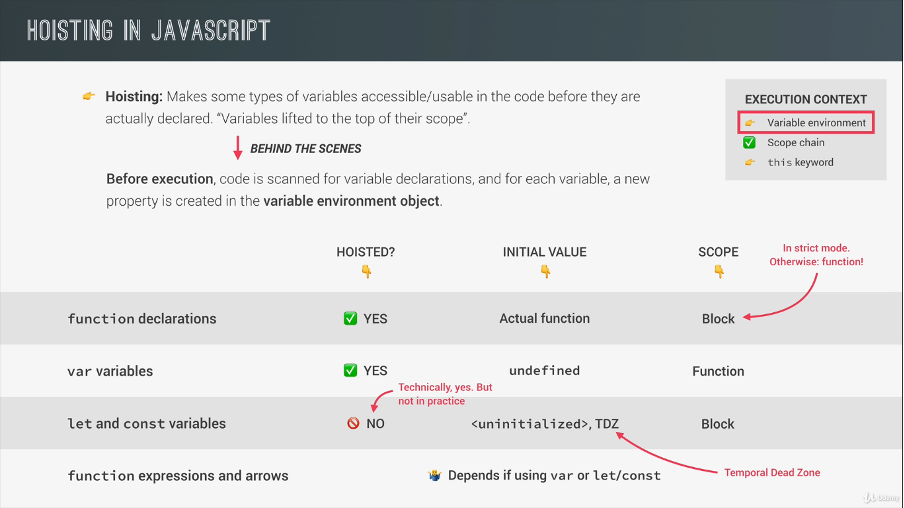 HOISTING IN JAVASCRIPT
👉 Hoisting: Makes some types of variables accessible/usable in the code before they are
actually declared. “Variables lifted to the top of their scope”.
BEHIND THE SCENES
Before execution, code is scanned for variable declarations, and for each variable, a new
property is created in the variable environment object.
EXECUTION CONTEXT
👉 Variable environment
✅ Scope chain
👉 this keyword
HOISTED?
INITIAL VALUE
SCOPE
👇 👇 👇
In strict mode.
Otherwise: function!
function declarations
✅ YES
Actual function
Block
var variables
✅ YES
undefined
Function
Technically, yes. But
not in practice
let and const variables
🚫 NO
<uninitialized>, TDZ
Block
Temporal Dead Zone
function expressions and arrows
🤷‍♂️ Depends if using var or let/const
Udemy